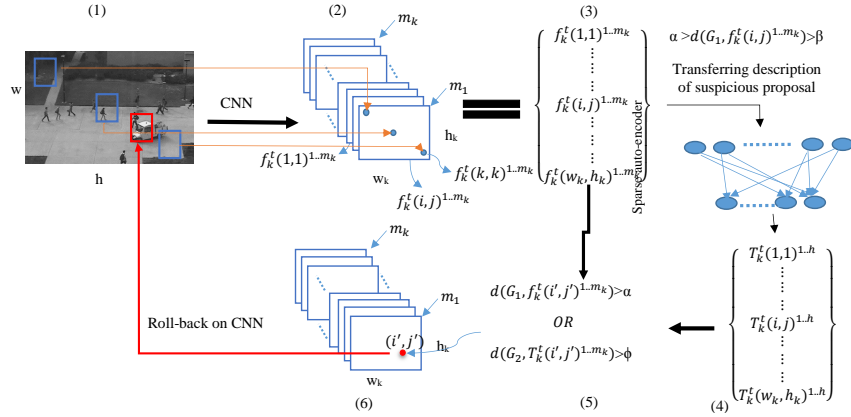 (1)
w
h
CNN
(2)
m_k
m_1
h_k
w_k
f_k^t(1,1)^{1..m_k}
f_k^t(k,k)^{1..m_k}
f_k^t(i,j)^{1..m_k}
(3)
f_k^t(1,1)^{1..m_k}
f_k^t(i,j)^{1..m_k}
f_k^t(w_k,h_k)^{1..m_k}
Sparse auto-encoder
α >d(G_1,f_k^t(i,j)^{1..m_k})>β
Transferring description
of suspicious proposal
T_k^t(1,1)^{1..h}
T_k^t(i,j)^{1..h}
T_k^t(w_k,h_k)^{1..h}
(4)
d(G_1,f_k^t(i′,j′)^{1..m_k})>α
OR
d(G_2,T_k^t(i′,j′)^{1..m_k})>ϕ
(5)
m_k
m_1
(i′,j′)
h_k
w_k
(6)
Roll-back on CNN